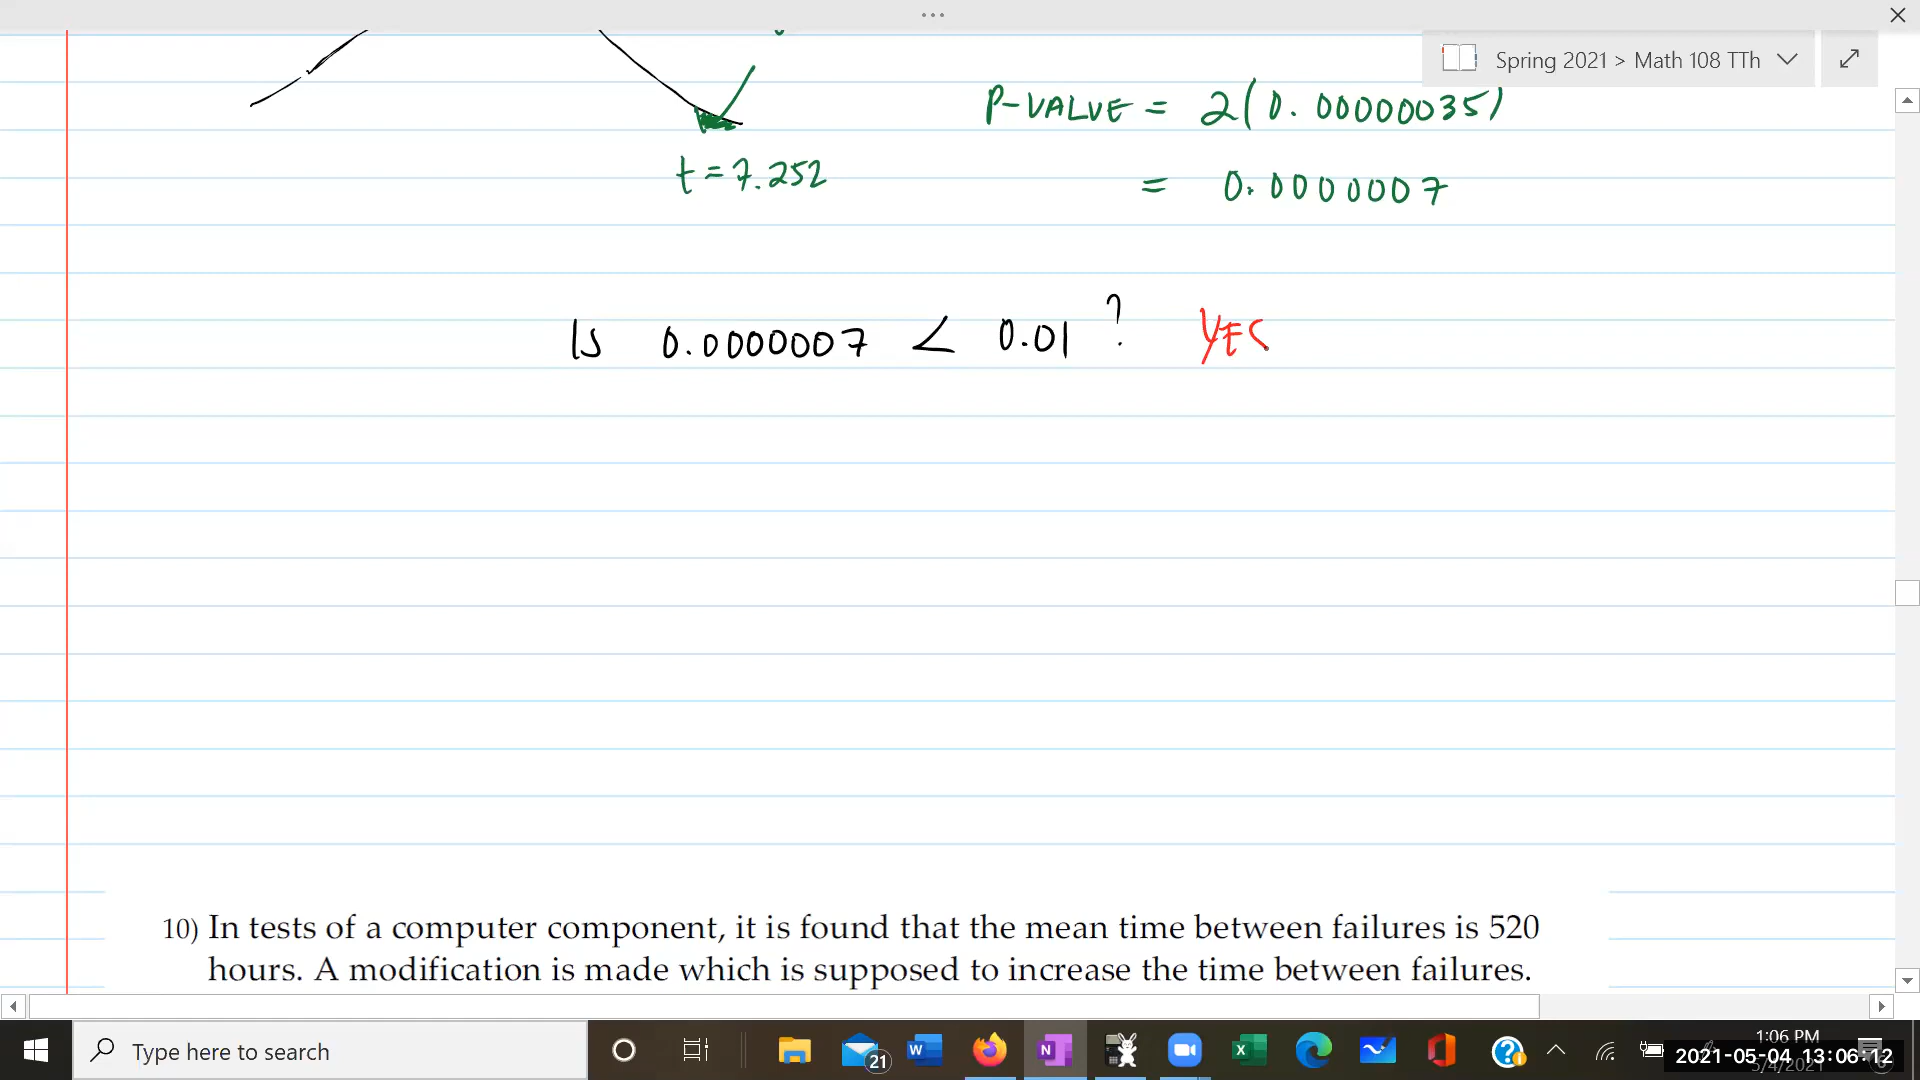 Spring 2021 > Math 108 TTh
P-VALUE = 2(0.00000035)
t = 7.252
= 0.0000007
Is 0.0000007 < 0.01 ? YES
10) In tests of a computer component, it is found that the mean time between failures is 520
hours. A modification is made which is supposed to increase the time between failures.
Type here to search
21
1:06 PM
2021-05-04 13:06:12